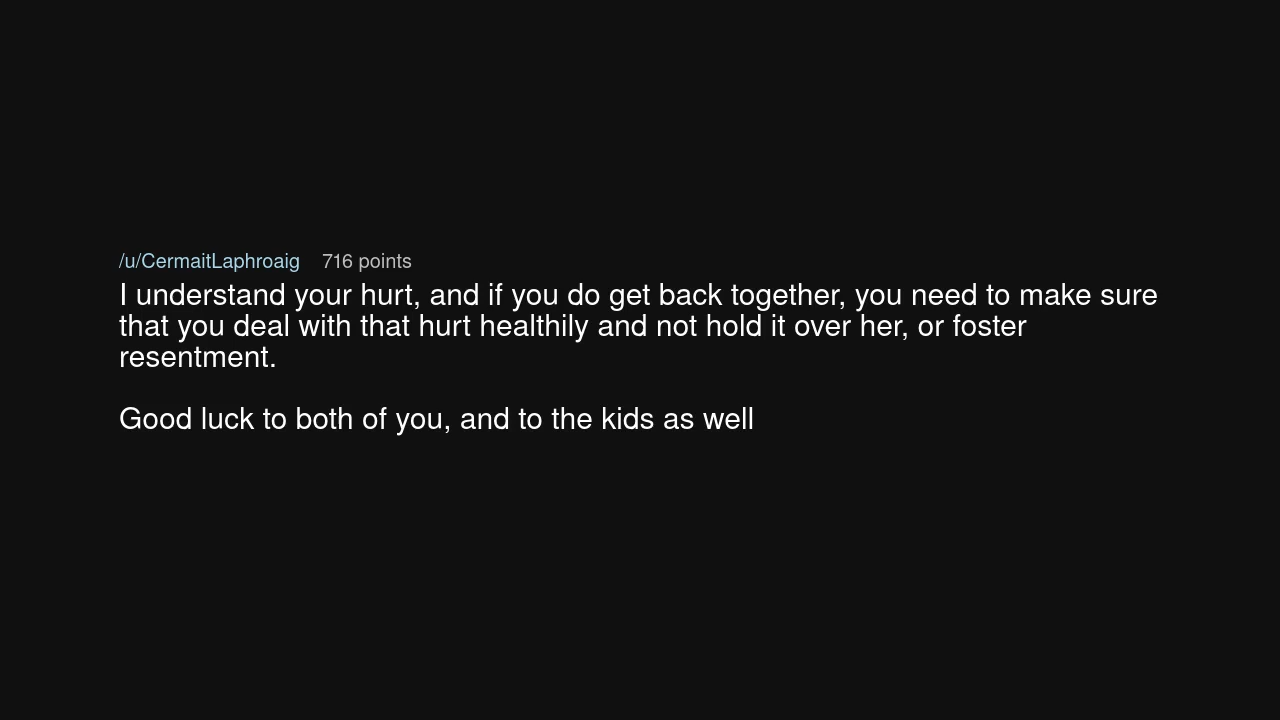 /u/CermaitLaphroaig 716 points
I understand your hurt, and if you do get back together, you need to make sure
that you deal with that hurt healthily and not hold it over her, or foster
resentment.
Good luck to both of you, and to the kids as well